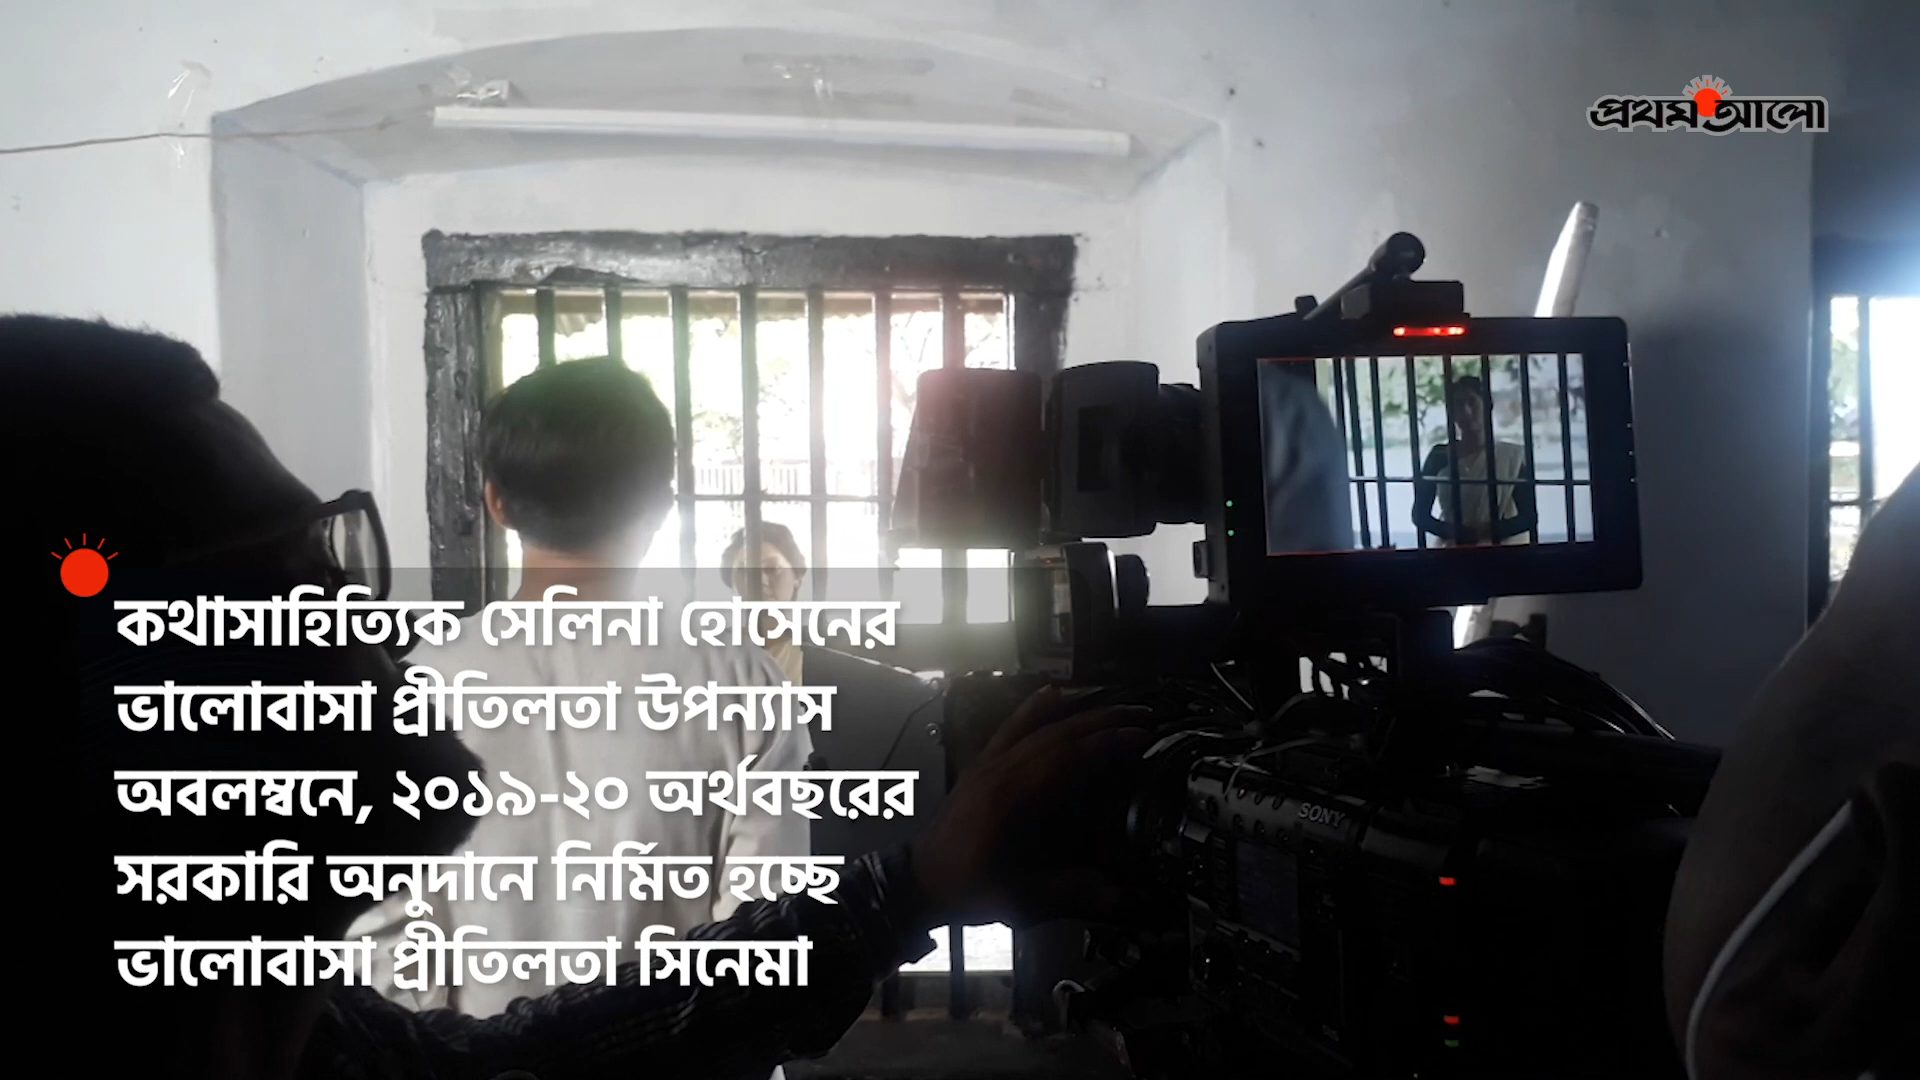 প্রথম আলো
কথাসাহিত্যিক সেলিনা হোসেনের
ভালোবাসা প্রীতিলতা উপন্যাস
অবলম্বনে, ২০১৯-২০ অর্থবছরের
সরকারি অনুদানে নির্মিত হচ্ছে
ভালোবাসা প্রীতিলতা সিনেমা
SONY